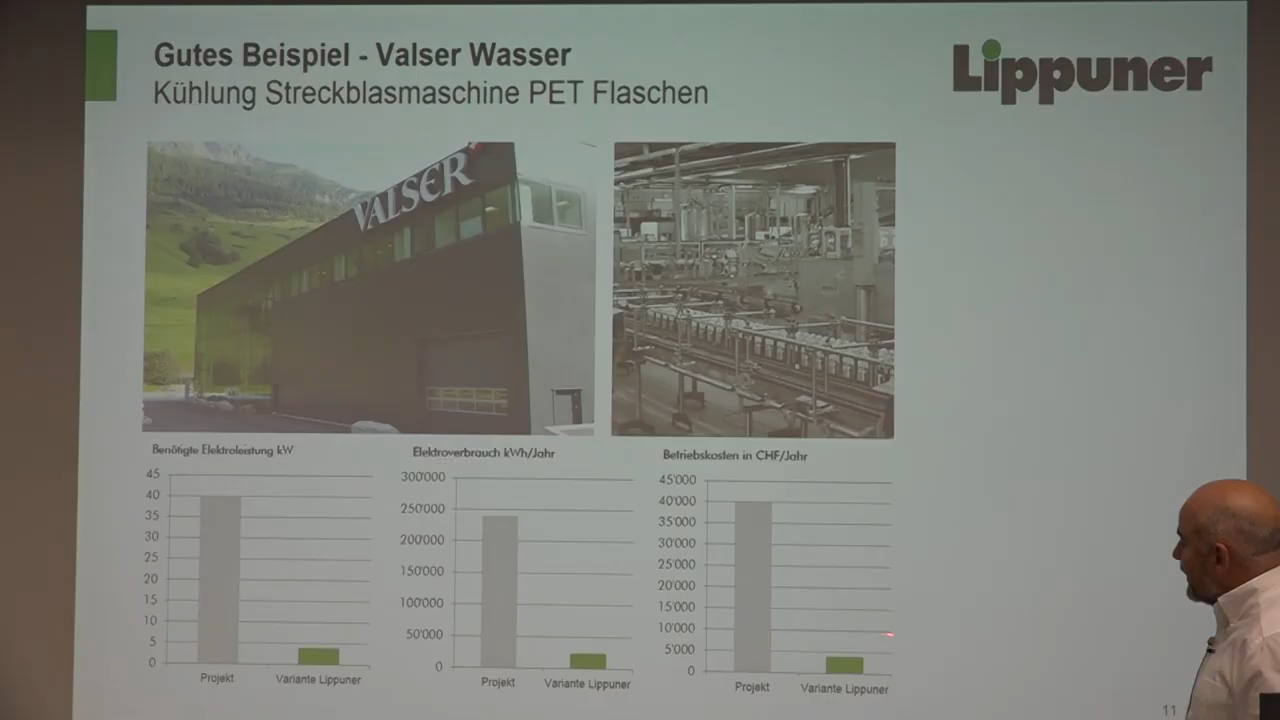 Gutes Beispiel - Valser Wasser
Kühlung Streckblasmaschine PET Flaschen
Lippuner
VALSER
Benötigte Elektroleistung kW
45
40
35
30
25
20
15
10
5
0
Projekt
Variante Lippuner
Elektroverbrauch kWh/Jahr
300'000
250'000
200'000
150'000
100'000
50'000
0
Projekt
Variante Lippuner
Betriebskosten in CHF/Jahr
45'000
40'000
35'000
30'000
25'000
20'000
15'000
10'000
5'000
0
Projekt
Variante Lippuner
11